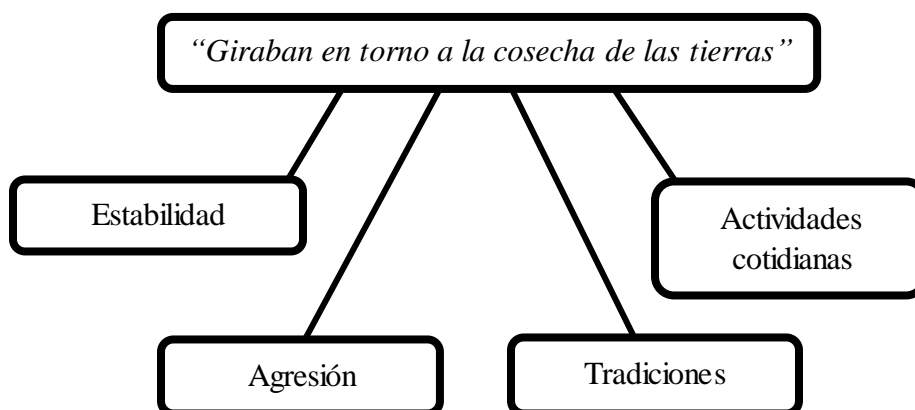 “Giraban en torno a la cosecha de las tierras”
Estabilidad
Actividades
cotidianas
Agresión
Tradiciones